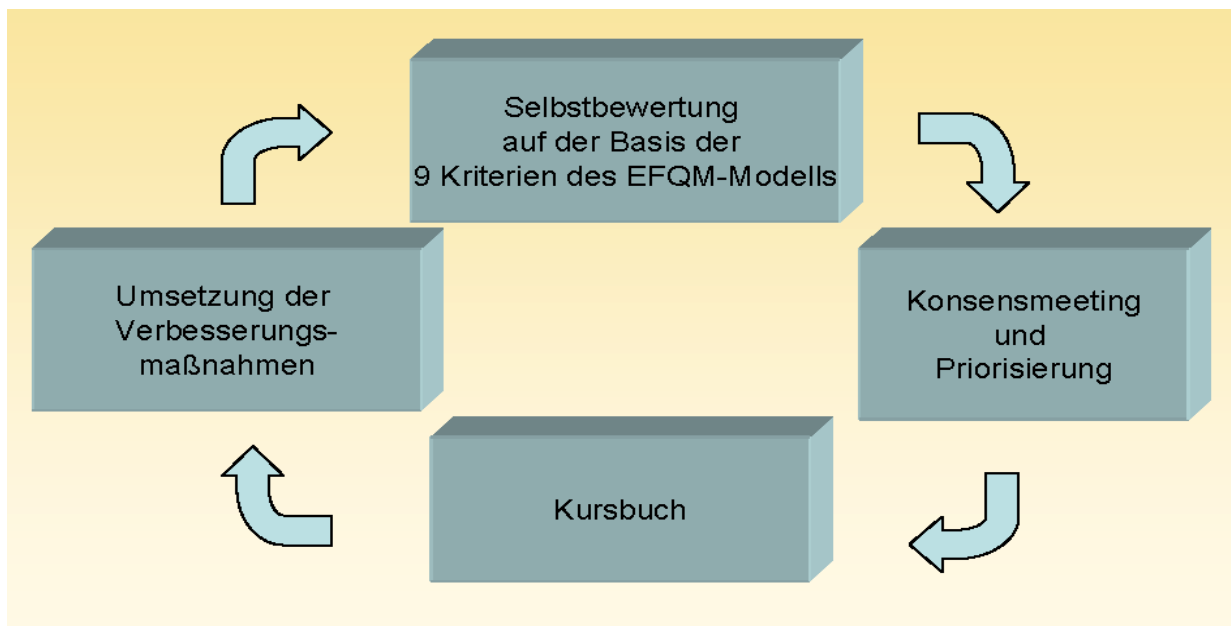 Selbstbewertung
auf der Basis der
9 Kriterien des EFQM-Modells
Umsetzung der
Verbesserungs-
maßnahmen
Konsensmeeting
und
Priorisierung
Kursbuch